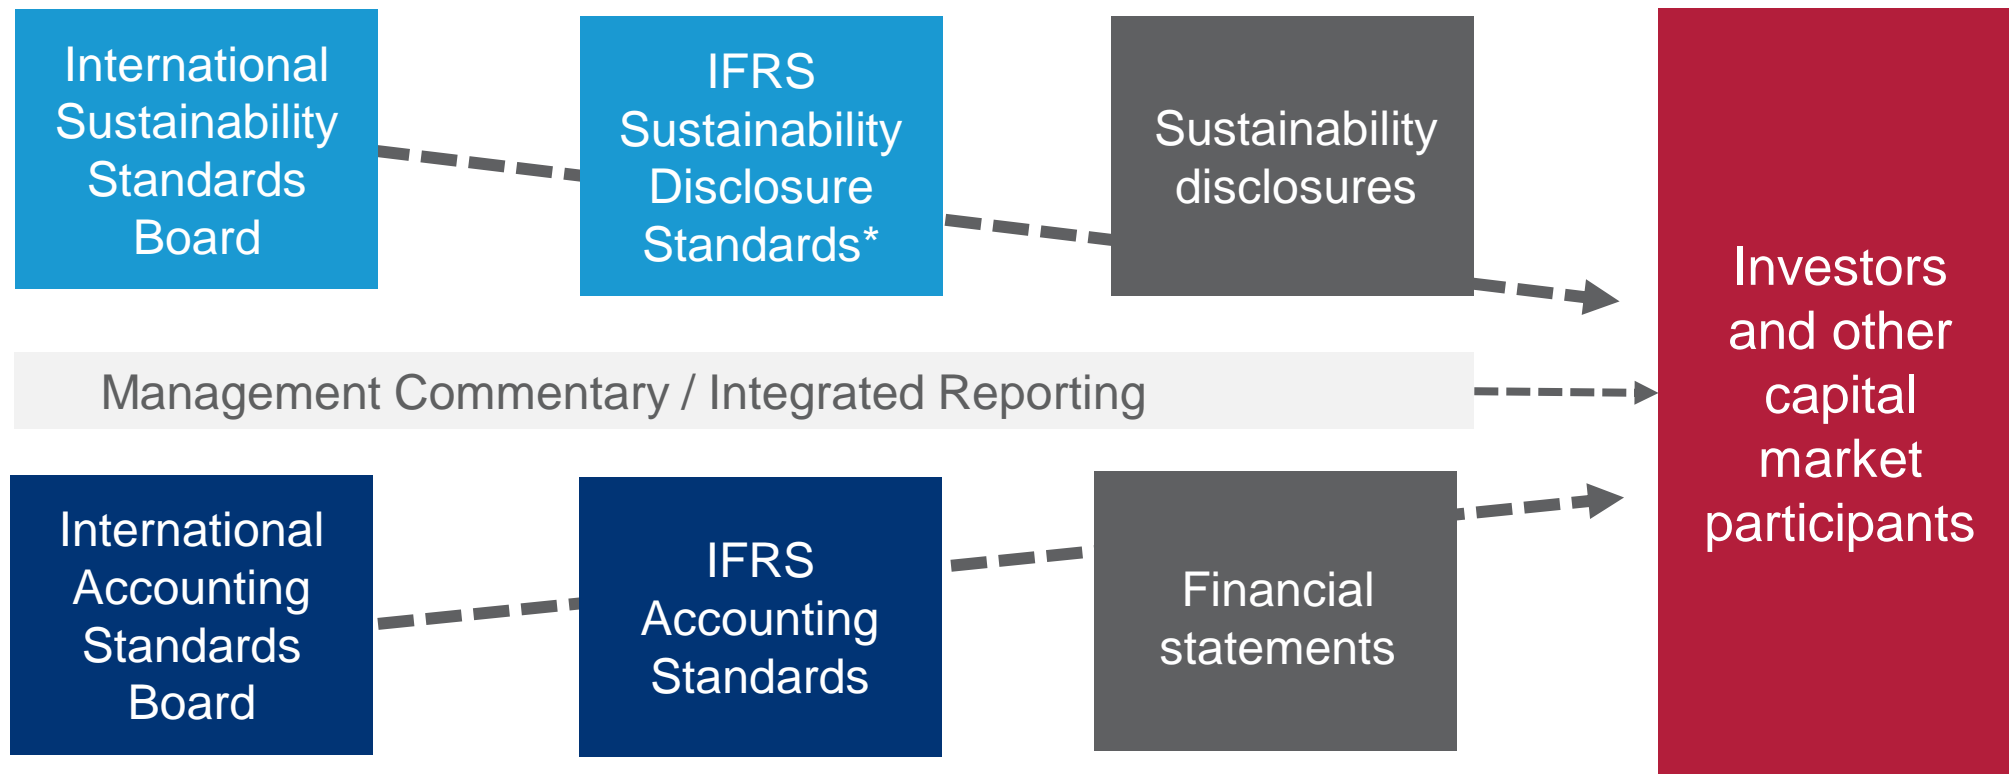 International
Sustainability
Standards
Board
IFRS
Sustainability
Disclosure
Standards*
Sustainability
disclosures
Management Commentary / Integrated Reporting
International
Accounting
Standards
Board
IFRS
Accounting
Standards
Financial
statements
Investors
and other
capital
market
participants